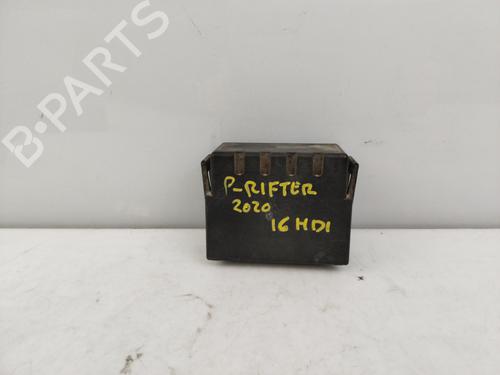 B-PARTS
P-RIFTER
2020
16 HDI